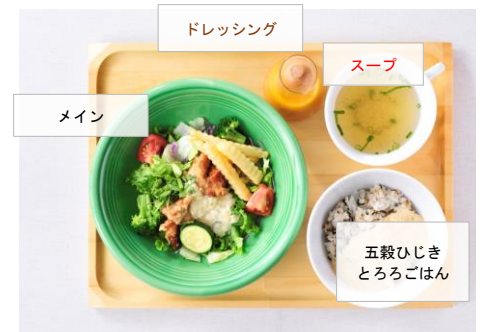 ドレッシング
スープ
メイン
五穀ひじき
とろろごはん